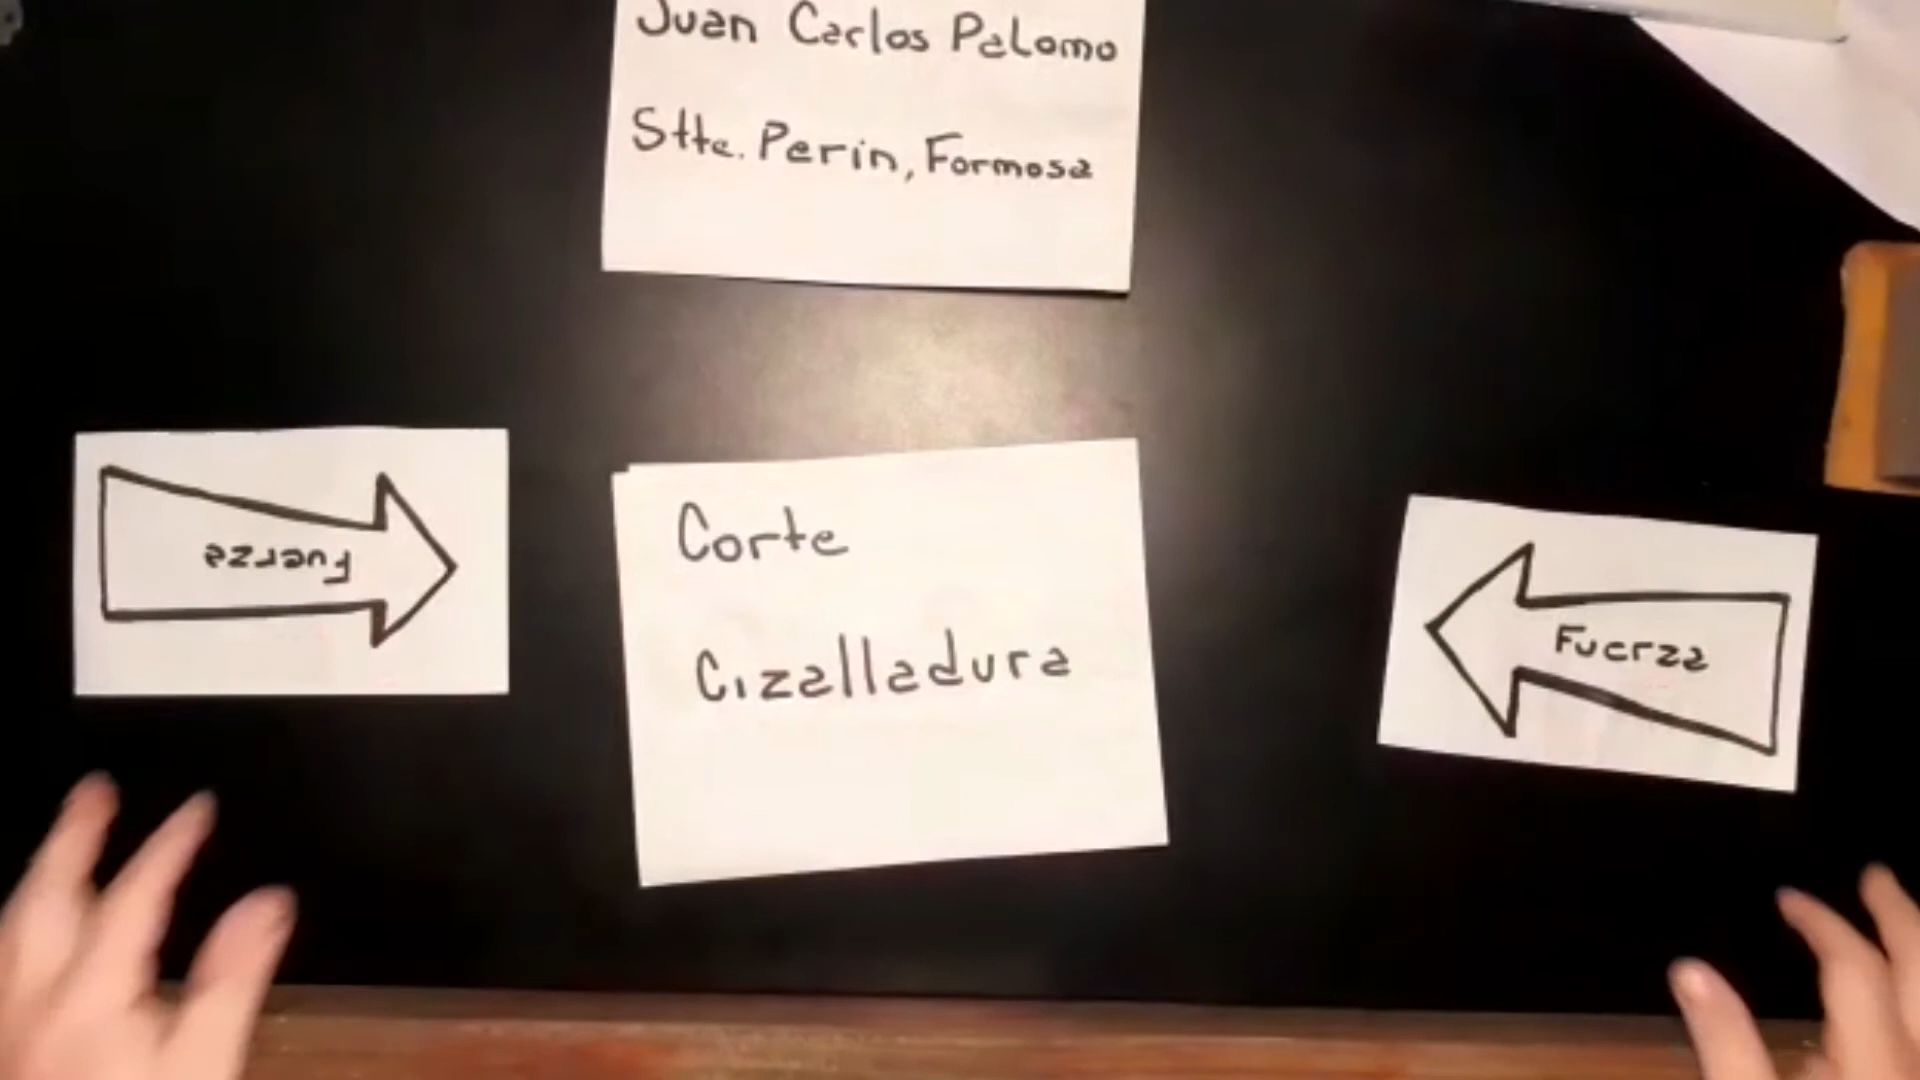 Juan Carlos Palomo
Stte. Perin, Formosa
Fuerza
Corte
Cizalladura
Fuerza